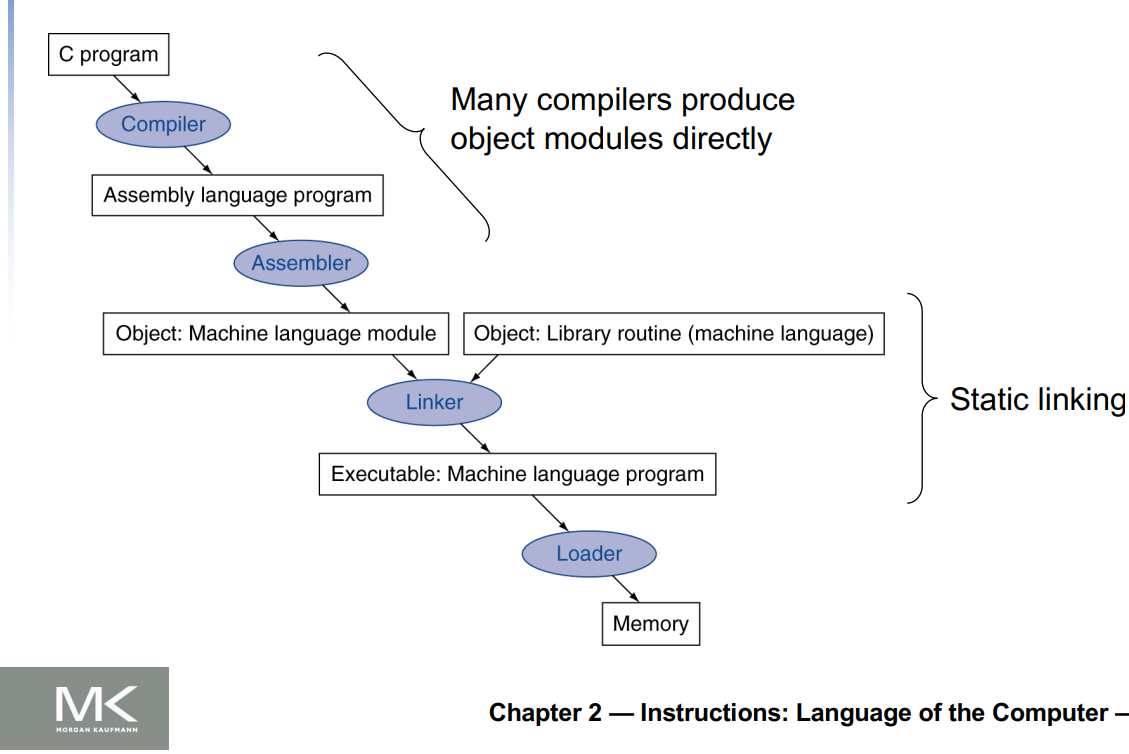 C program
Many compilers produce
object modules directly
Compiler
Assembly language program
Assembler
Object: Machine language module
Object: Library routine (machine language)
Static linking
Linker
Executable: Machine language program
Loader
Memory
MK
MORGAN KAUFMANN
Chapter 2 — Instructions: Language of the Computer —